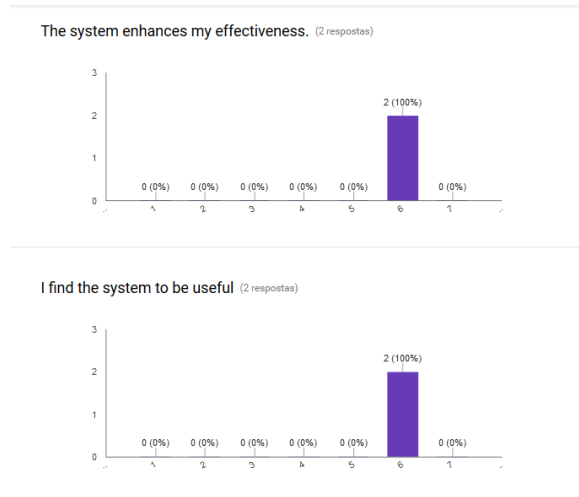 The system enhances my effectiveness. (2 respostas)
3
2
1
0
2 (100%)
0 (0%) 0 (0%) 0 (0%) 0 (0%) 0 (0%) 0 (0%)
.. 1 2 3 4 5 6 7 ..
I find the system to be useful (2 respostas)
3
2
1
0
2 (100%)
0 (0%) 0 (0%) 0 (0%) 0 (0%) 0 (0%) 0 (0%)
.. 1 2 3 4 5 6 7 ..